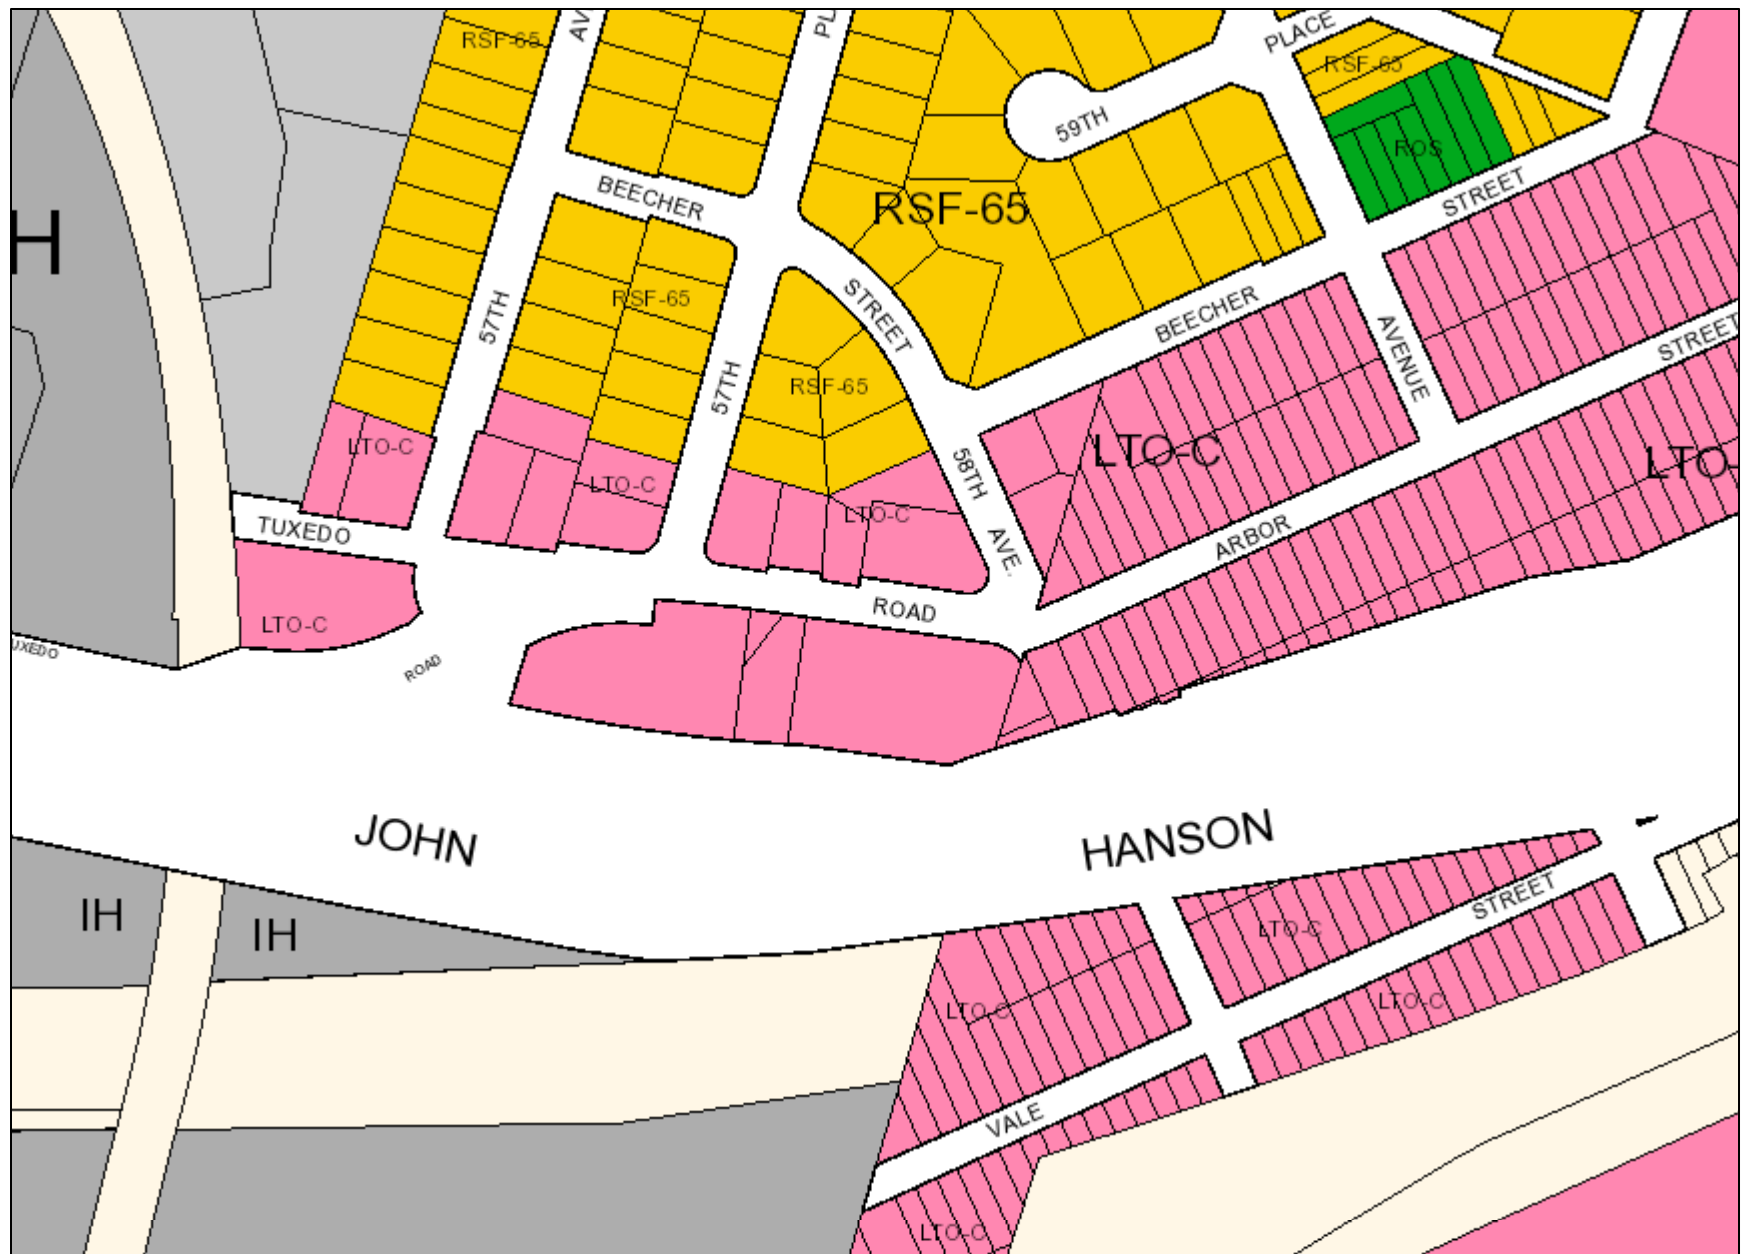 RSF-65
AV
PL
PLACE
RSF-65
59TH
ROS
BEECHER
RSF-65
STREET
H
RSF-65
57TH
STREET
BEECHER
AVENUE
STREET
57TH
RSF-65
LTO-C
LTO-C
LTO-C
58TH
AVE.
LTO-C
LTO-
TUXEDO
LTO-C
ARBOR
LTO-C
ROAD
UXEDO
ROAD
JOHN
HANSON
IH
IH
STREET
LTO-C
LTO-C
LTO-C
VALE
LTO-C